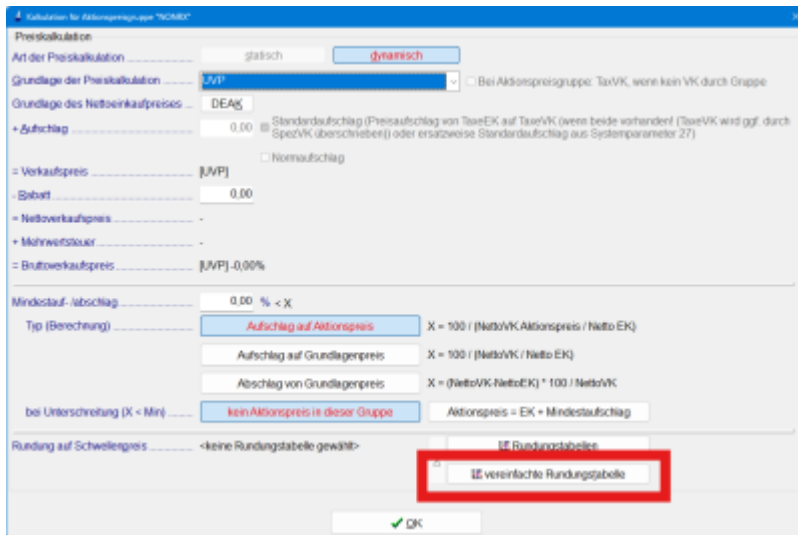 Kalkulation für Aktionspreisgruppe "NOMIX"
Preiskalkulation
Art der Preiskalkulation
statisch
dynamisch
Grundlage der Preiskalkulation
UVP
Bei Aktionspreisgruppe: TaxVK, wenn kein VK durch Gruppe
Grundlage des Nettoeinkaufpreises
DEAK
+ Aufschlag
0,00
Standardaufschlag (Preisaufschlag von TaxeEK auf TaxeVK (wenn beide vorhanden! (TaxeVK wird ggf. durch
SpezVK überschrieben)) oder ersatzweise Standardaufschlag aus Systemparameter 27)
Normaufschlag
= Verkaufspreis
[UVP]
- Rabatt
0,00
= Nettoverkaufspreis
-
+ Mehrwertsteuer
-
= Bruttoverkaufspreis
[UVP]-0,00%
Mindestauf-/abschlag
0,00 % < X
Typ (Berechnung)
Aufschlag auf Aktionspreis
X = 100 / (NettoVK Aktionspreis / Netto EK)
Aufschlag auf Grundlagenpreis
X = 100 / (NettoVK / Netto EK)
Abschlag von Grundlagenpreis
X = (NettoVK-NettoEK) * 100 / NettoVK
bei Unterschreitung (X < Min)
kein Aktionspreis in dieser Gruppe
Aktionspreis = EK + Mindestaufschlag
Rundung auf Schwellenpreis
<keine Rundungstabelle gewählt>
Rundungstabellen
vereinfachte Rundungstabelle
OK